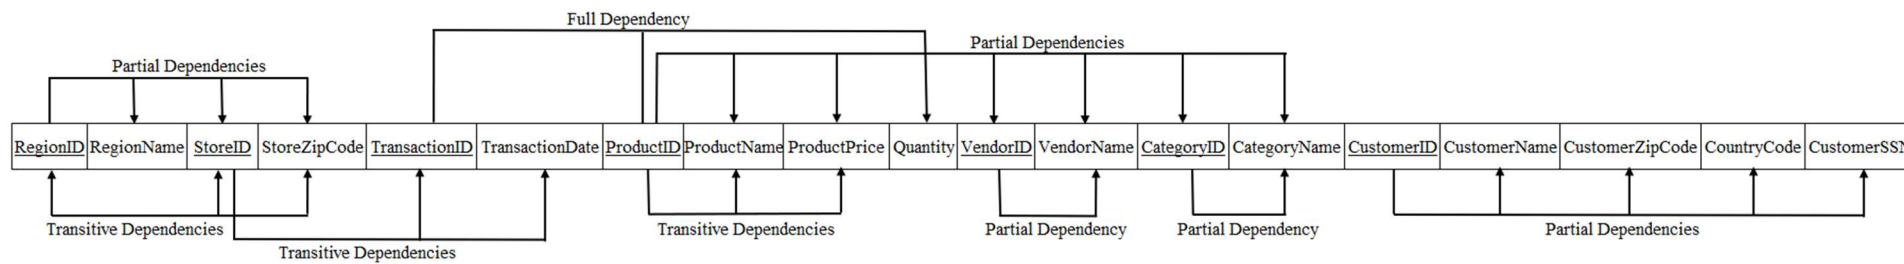 Full Dependency
Partial Dependencies
Partial Dependencies
RegionID RegionName StoreID StoreZipCode TransactionID TransactionDate ProductID ProductName ProductPrice Quantity VendorID VendorName CategoryID CategoryName CustomerID CustomerName CustomerZipCode CountryCode CustomerSSN
Transitive Dependencies Transitive Dependencies Partial Dependency Partial Dependency Partial Dependencies
Transitive Dependencies